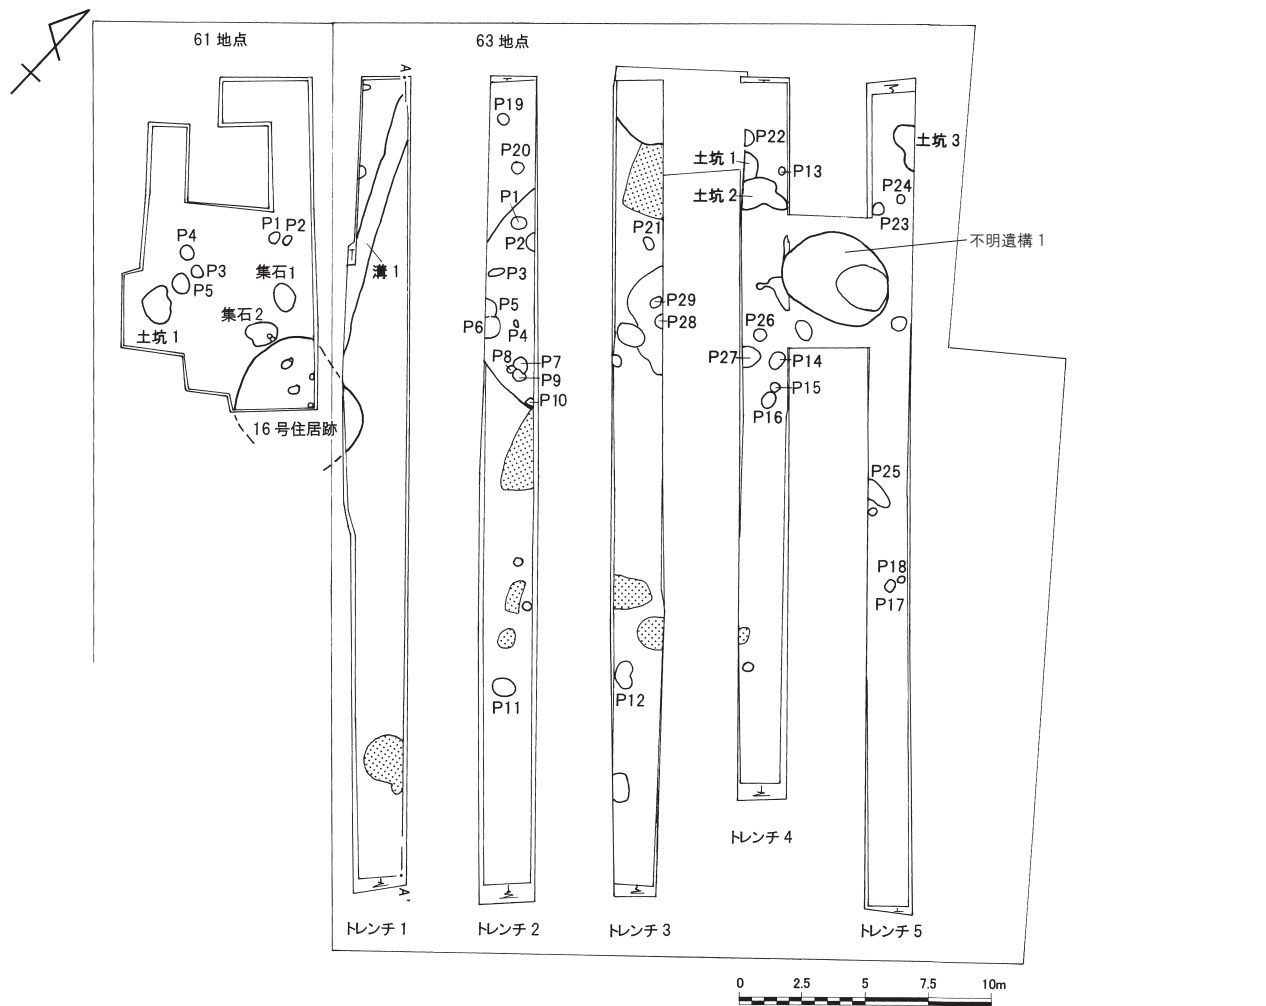 61 地点
63 地点
A
P19
P20
P1
P2
P3
P5
P6
P4
P8
P7
P9
P10
P11
P1
P2
P4
P3
P5
集石1
集石2
土坑 1
16 号住居跡
溝 1
P21
P29
P28
P12
P22
土坑 1
P13
土坑 2
P26
P27
P14
P15
P16
土坑 3
P24
P23
不明遺構 1
P25
P18
P17
A'
トレンチ 1
トレンチ 2
トレンチ 3
トレンチ 4
トレンチ 5
0 2.5 5 7.5 10m